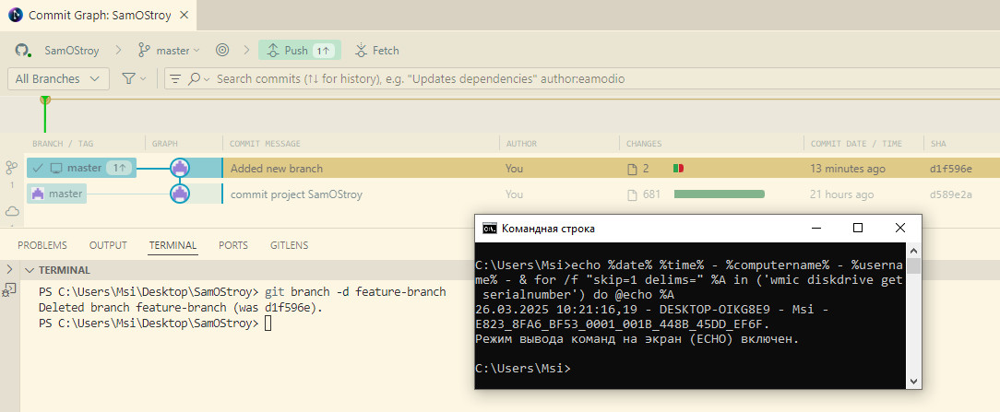 Commit Graph: SamOStroy
SamOStroy master Push 1↑ Fetch
All Branches Search commits (↑↓ for history), e.g. "Updates dependencies" author:eamodio
BRANCH / TAG GRAPH COMMIT MESSAGE AUTHOR CHANGES COMMIT DATE / TIME SHA
master 1↑ Added new branch You 2 13 minutes ago d1f596e
1
master commit project SamOStroy You 681 21 hours ago d589e2a
PROBLEMS OUTPUT TERMINAL PORTS GITLENS
TERMINAL
PS C:\Users\Msi\Desktop\SamOStroy> git branch -d feature-branch
Deleted branch feature-branch (was d1f596e).
PS C:\Users\Msi\Desktop\SamOStroy>
Командная строка
C:\Users\Msi>echo %date% %time% - %computername% - %userna
me% - & for /f "skip=1 delims=" %A in ('wmic diskdrive get
serialnumber') do @echo %A
26.03.2025 10:21:16,19 - DESKTOP-OIKG8E9 - Msi -
E823_8FA6_BF53_0001_001B_448B_45DD_EF6F.
Режим вывода команд на экран (ECHO) включен.
C:\Users\Msi>